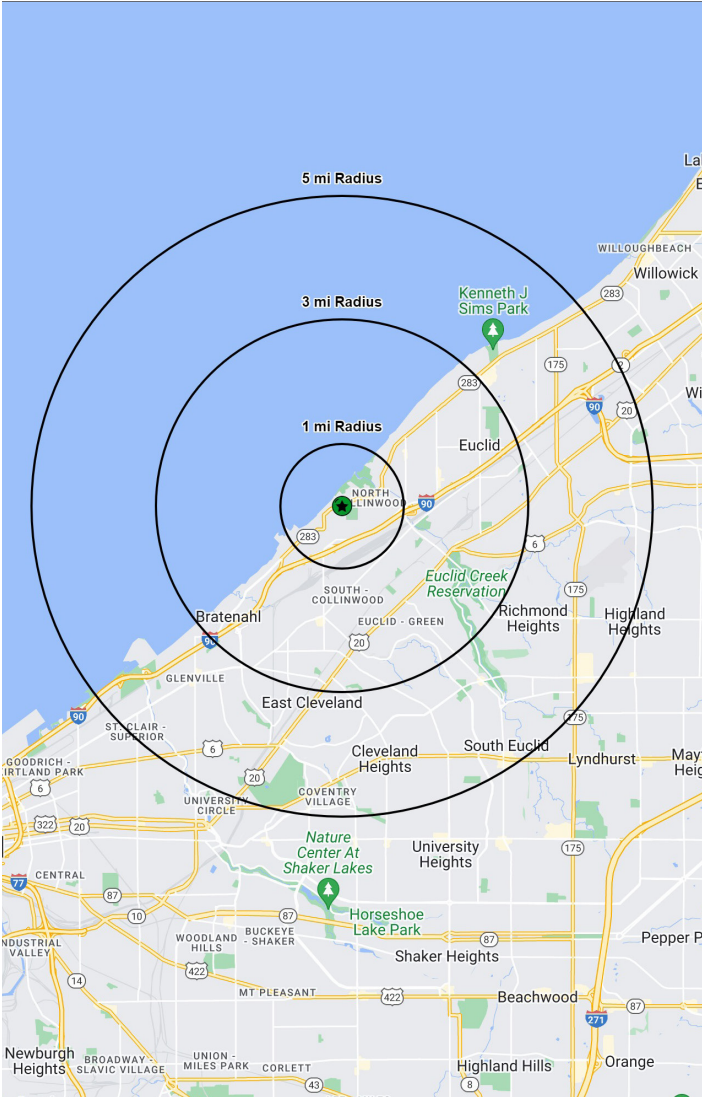 5 mi Radius
La
E
WILLOUGHBEACH
Willowick
283
Kenneth J
Sims Park
3 mi Radius
175
2
283
Wi
90
20
1 mi Radius
Euclid
NORTH
LLINWOOD
90
283
6
Euclid Creek
Reservation
175
SOUTH -
COLLINWOOD
Richmond
Heights
Highland
Heights
Bratenahl
EUCLID - GREEN
20
GLENVILLE
East Cleveland
90
175
ST. CLAIR -
SUPERIOR
6
Cleveland
Heights
South Euclid
Lyndhurst
May
Heig
GOODRICH -
IRTLAND PARK
6
20
COVENTRY
VILLAGE
UNIVERSITY
CIRCLE
322
20
Nature
Center At
Shaker Lakes
University
Heights
175
77
CENTRAL
87
10
87
Horseshoe
Lake Park
NDUSTRIAL
VALLEY
WOODLAND
HILLS
BUCKEYE
- SHAKER
87
Pepper P
Shaker Heights
422
14
MT PLEASANT
422
Beachwood
87
271
Newburgh
Heights
BROADWAY -
SLAVIC VILLAGE
UNION -
MILES PARK
CORLETT
Highland Hills
Orange
43
8